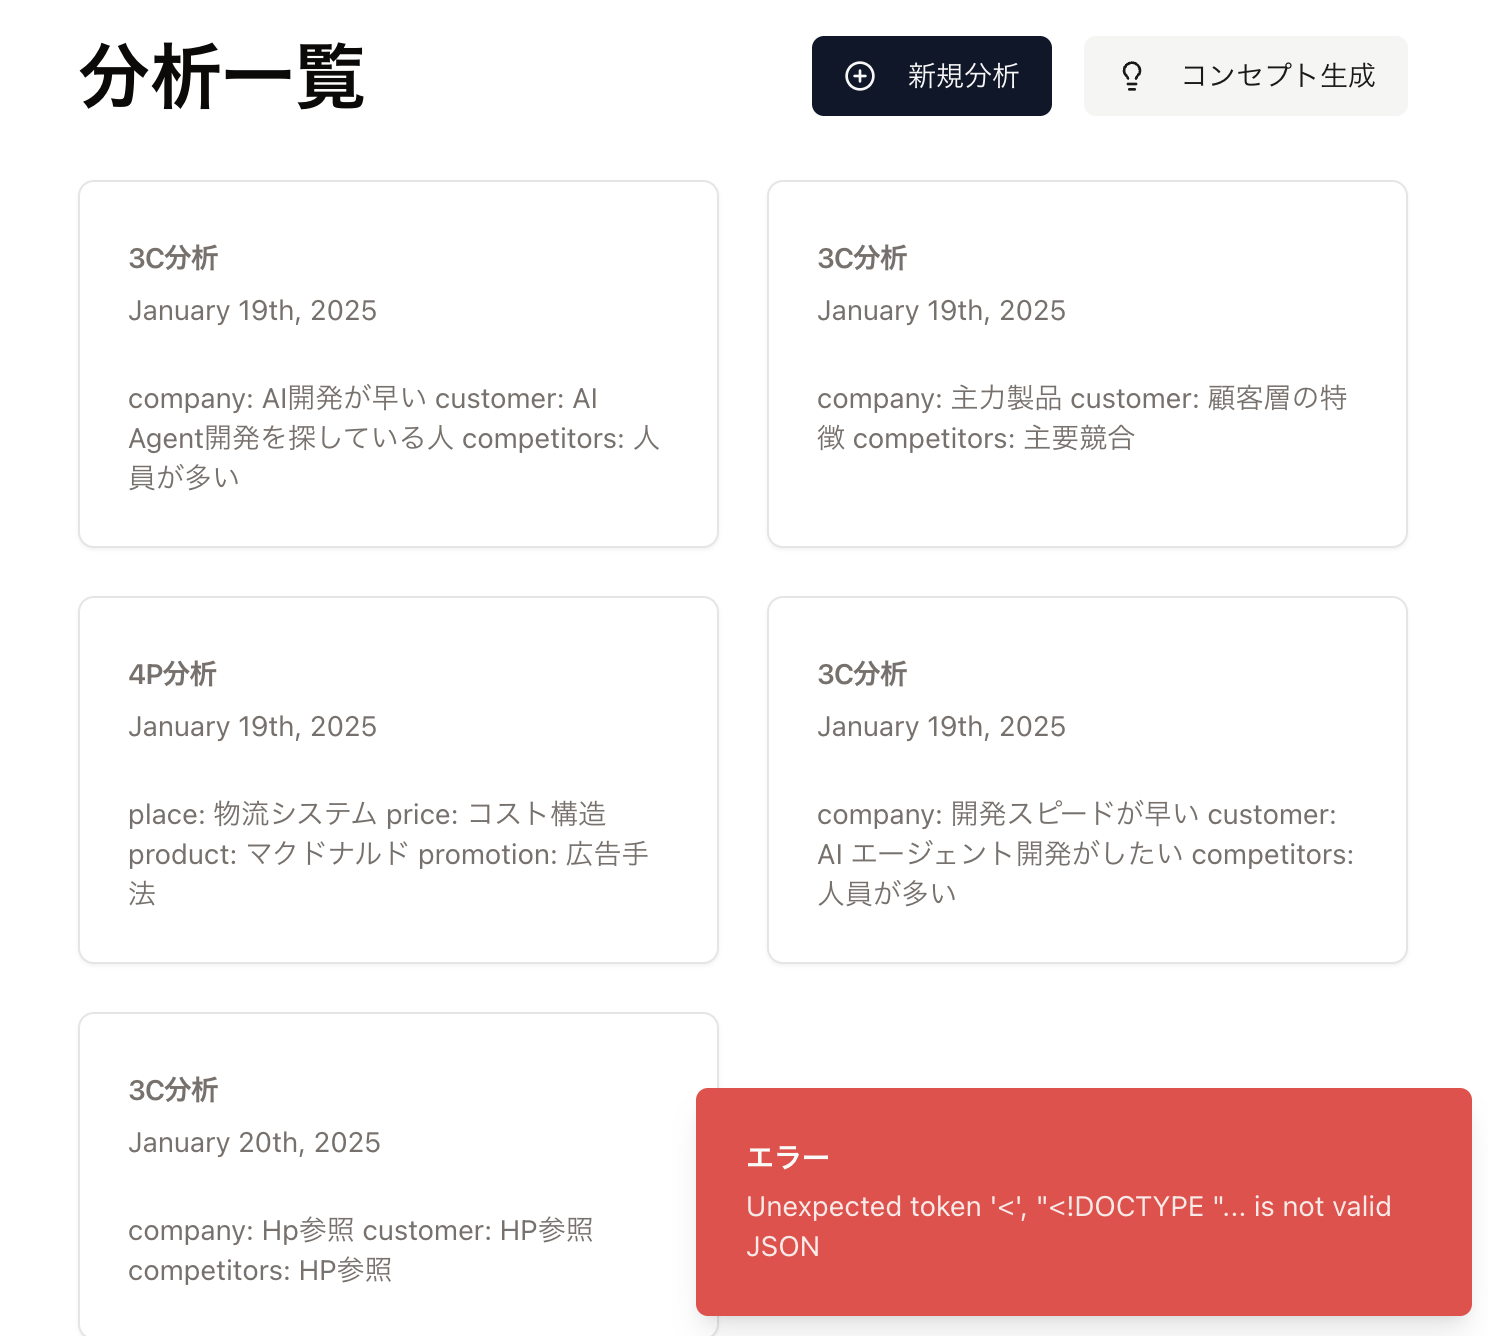 分析一覧
新規分析
コンセプト生成
3C分析
January 19th, 2025
company: AI開発が早い customer: AI
Agent開発を探している人 competitors: 人
員が多い
3C分析
January 19th, 2025
company: 主力製品 customer: 顧客層の特
徴 competitors: 主要競合
4P分析
January 19th, 2025
place: 物流システム price: コスト構造
product: マクドナルド promotion: 広告手
法
3C分析
January 19th, 2025
company: 開発スピードが早い customer:
AI エージェント開発がしたい competitors:
人員が多い
3C分析
January 20th, 2025
company: Hp参照 customer: HP参照
competitors: HP参照
エラー
Unexpected token '<', "<!DOCTYPE "... is not valid
JSON